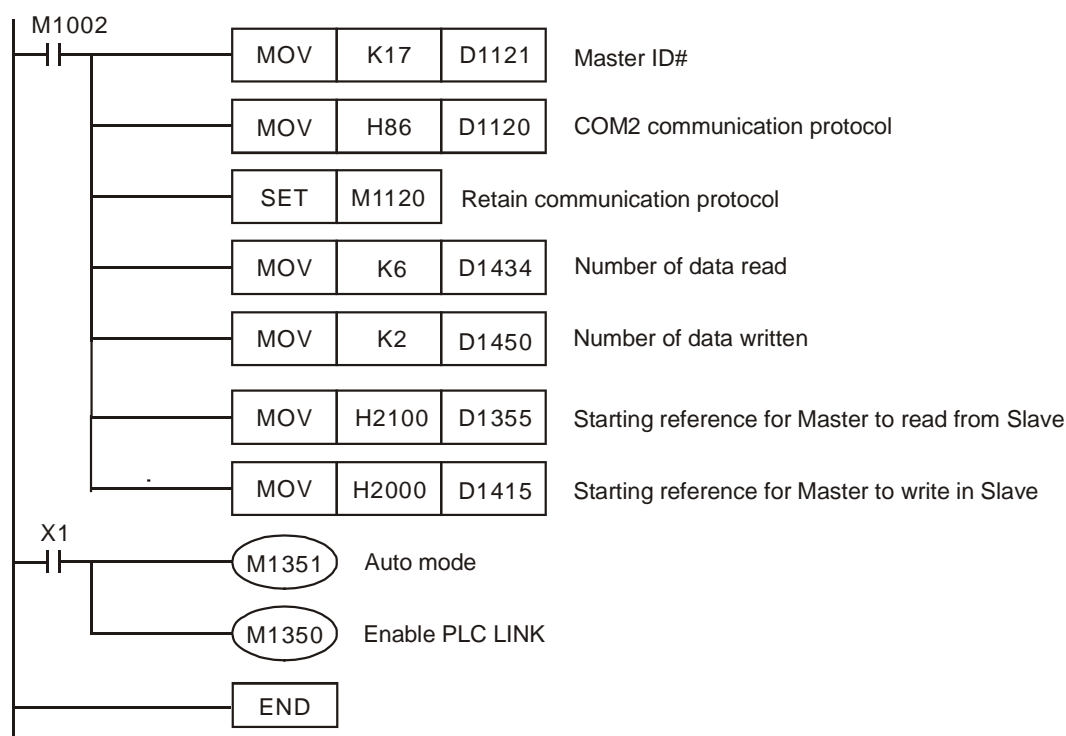 M1002
MOV K17 D1121 Master ID#
MOV H86 D1120 COM2 communication protocol
SET M1120 Retain communication protocol
MOV K6 D1434 Number of data read
MOV K2 D1450 Number of data written
MOV H2100 D1355 Starting reference for Master to read from Slave
MOV H2000 D1415 Starting reference for Master to write in Slave
X1
M1351 Auto mode
M1350 Enable PLC LINK
END